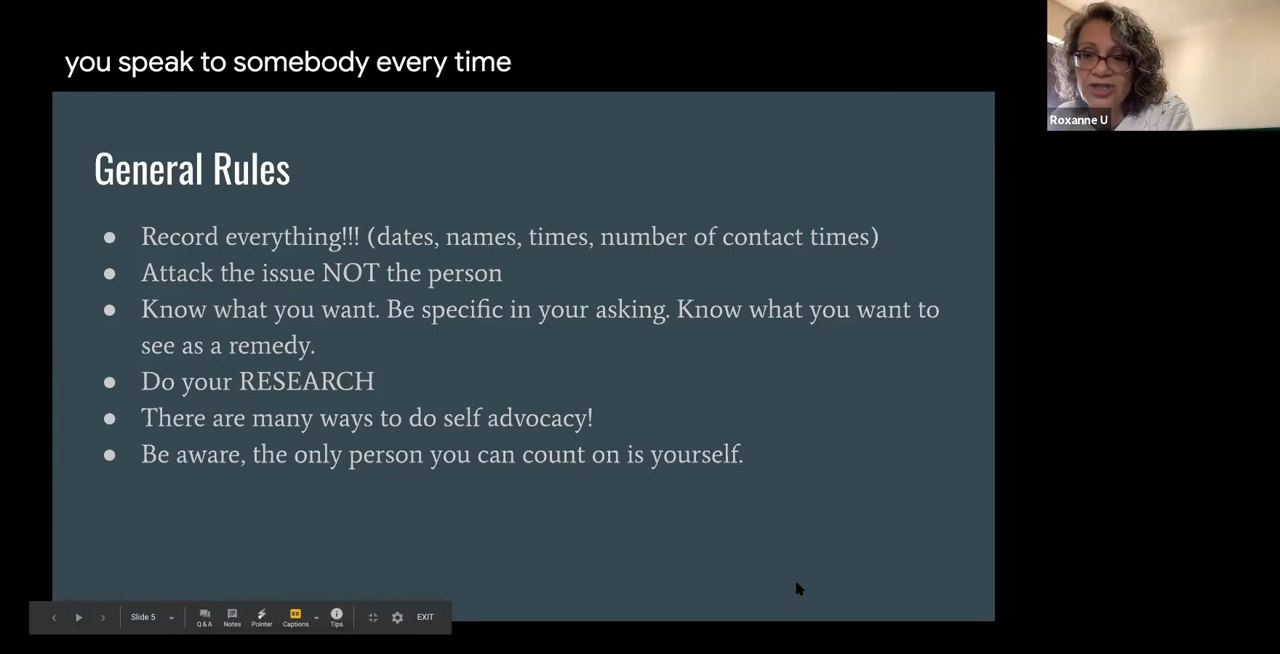 you speak to somebody every time
Roxanne U
General Rules
● Record everything!!! (dates, names, times, number of contact times)
● Attack the issue NOT the person
● Know what you want. Be specific in your asking. Know what you want to
see as a remedy.
● Do your RESEARCH
● There are many ways to do self advocacy!
● Be aware, the only person you can count on is yourself.
Slide 5 Q & A Notes Pointer Captions Tips EXIT